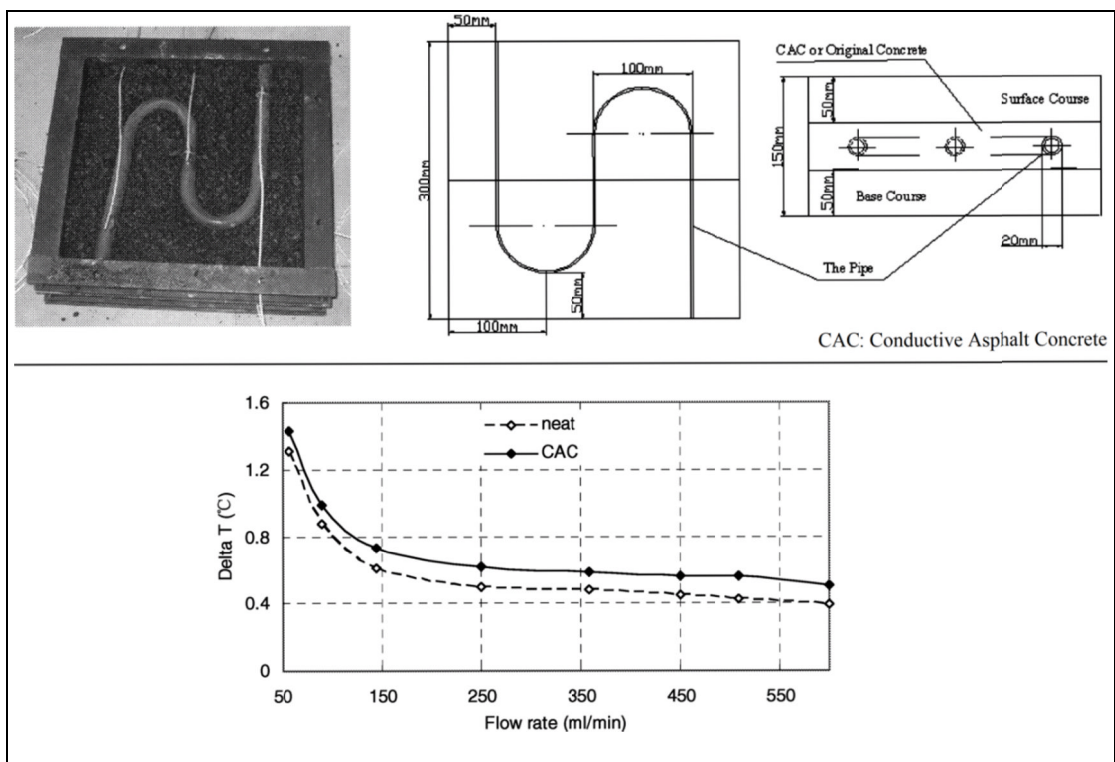 50mm
100mm
300mm
50mm
100mm
CAC or Original Concrete
Surface Course
50mm
150mm
50mm
Base Course
20mm
The Pipe
CAC: Conductive Asphalt Concrete
1.6
1.2
0.8
0.4
0
Delta T (℃)
neat
CAC
50 150 250 350 450 550
Flow rate (ml/min)